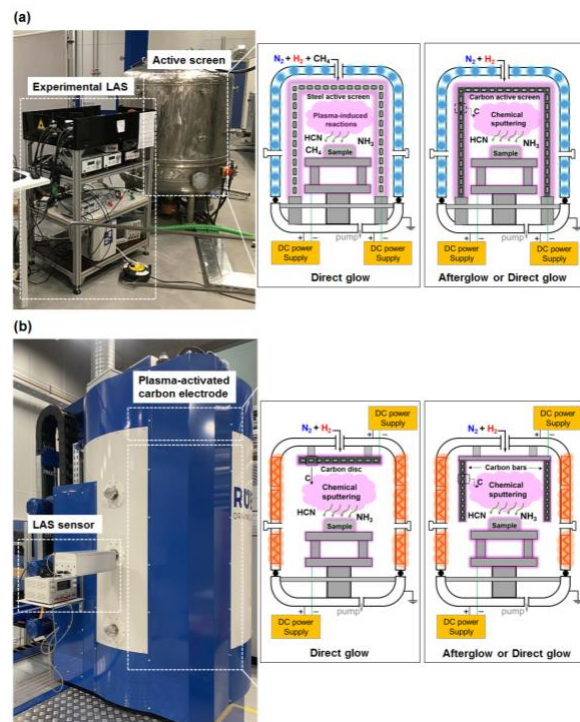 (a)
Active screen
Experimental LAS
N₂ + H₂ + CH₄
Steel active screen
Plasma-induced
reactions
HCN
NH₃
CH₄
Sample
pump
DC power
Supply
DC power
Supply
Direct glow
N₂ + H₂
Carbon active screen
C
Chemical
sputtering
HCN
NH₃
Sample
pump
DC power
Supply
DC power
Supply
Afterglow or Direct glow
(b)
Plasma-activated
carbon electrode
LAS sensor
DC power
Supply
N₂ + H₂
Carbon disc
C
Chemical
sputtering
HCN
NH₃
Sample
pump
DC power
Supply
Direct glow
DC power
Supply
N₂ + H₂
Carbon bars
C
Chemical
sputtering
HCN
NH₃
Sample
pump
DC power
Supply
Afterglow or Direct glow